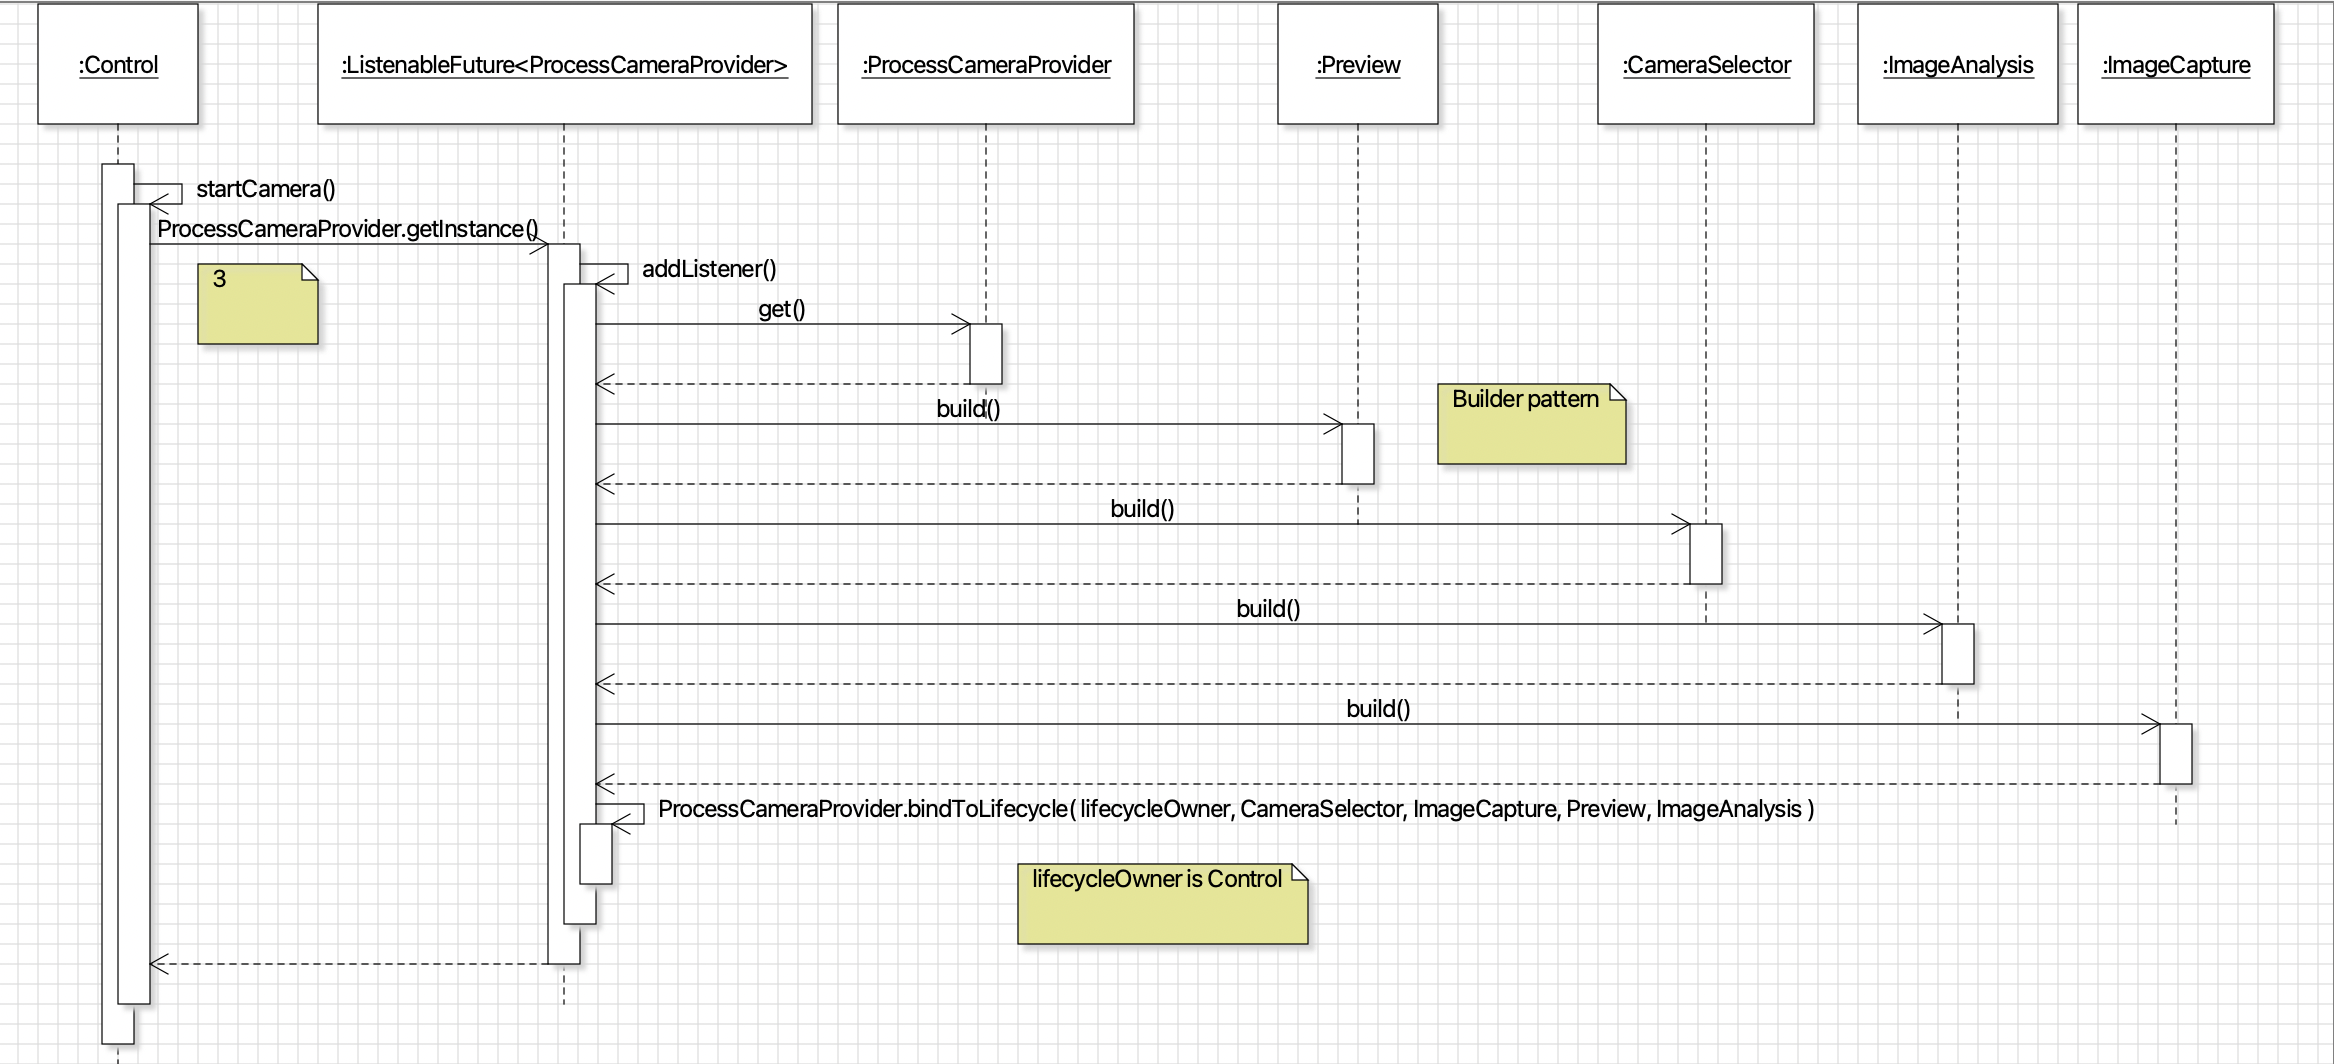 :Control
:ListenableFuture<ProcessCameraProvider>
:ProcessCameraProvider
:Preview
:CameraSelector
:ImageAnalysis
:ImageCapture
startCamera()
ProcessCameraProvider.getInstance()
3
addListener()
get()
build()
Builder pattern
build()
build()
build()
ProcessCameraProvider.bindToLifecycle( lifecycleOwner, CameraSelector, ImageCapture, Preview, ImageAnalysis )
lifecycleOwner is Control